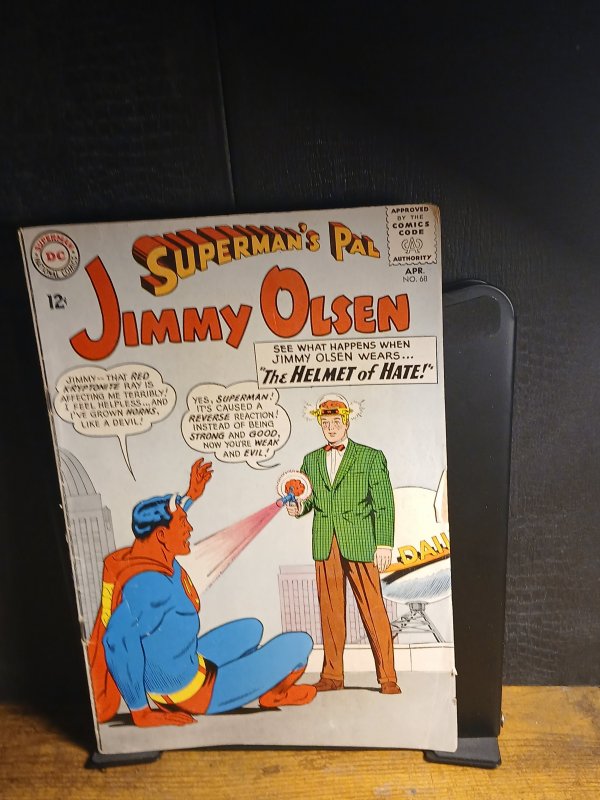 SUPERMAN
DC
NATIONAL COMICS
SUPERMAN'S PAL
JIMMY OLSEN
APPROVED
BY THE
COMICS
CODE
CA
AUTHORITY
APR.
NO. 68
12¢
SEE WHAT HAPPENS WHEN
JIMMY OLSEN WEARS...
"THE HELMET OF HATE!"
JIMMY--THAT RED
KRYPTONITE RAY IS
AFFECTING ME TERRIBLY!
I FEEL HELPLESS...AND
I'VE GROWN HORNS,
LIKE A DEVIL!
YES, SUPERMAN!
IT'S CAUSED A
REVERSE REACTION!
INSTEAD OF BEING
STRONG AND GOOD,
NOW YOU'RE WEAK
AND EVIL!
DAIL